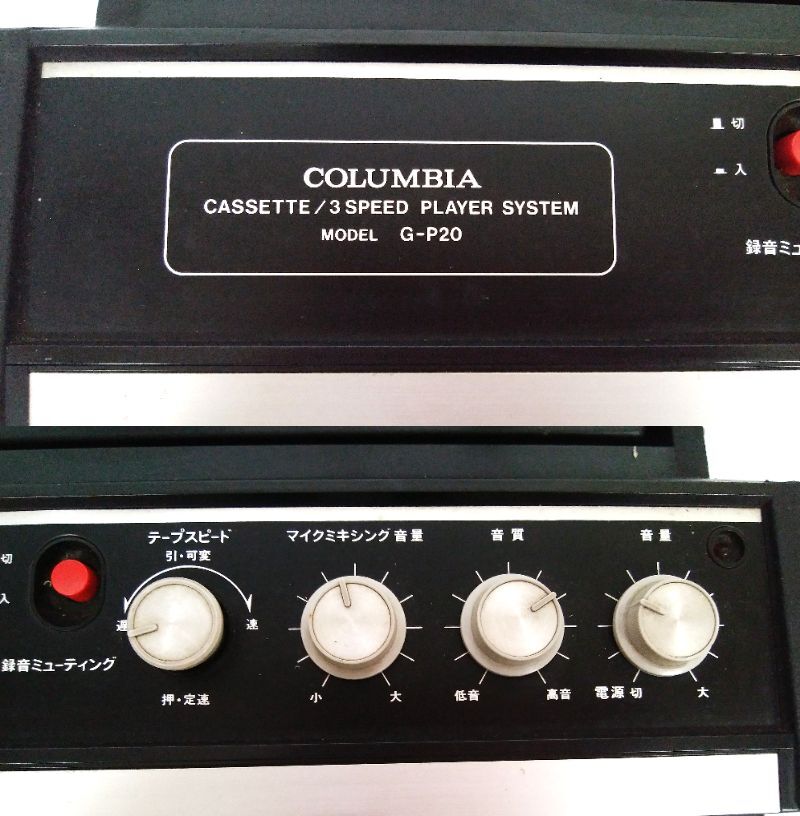 COLUMBIA
CASSETTE/3 SPEED PLAYER SYSTEM
MODEL G-P20
切
入
録音ミュ
テープスピード
引・可変
遅
速
押・定速
切
入
録音ミューティング
マイクミキシング音量
小
大
音質
低音
高音
音量
電源 切
大